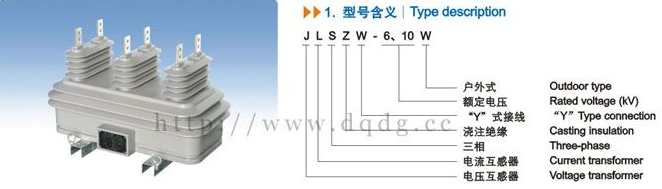 1. 型号含义 | Type description
J L S Z W - 6、10 W
户外式 Outdoor type
额定电压 Rated voltage (kV)
“Y”式接线 “Y”Type connection
浇注绝缘 Casting insulation
三相 Three-phase
电流互感器 Current transformer
电压互感器 Voltage transformer
http://www.dqdg.cc